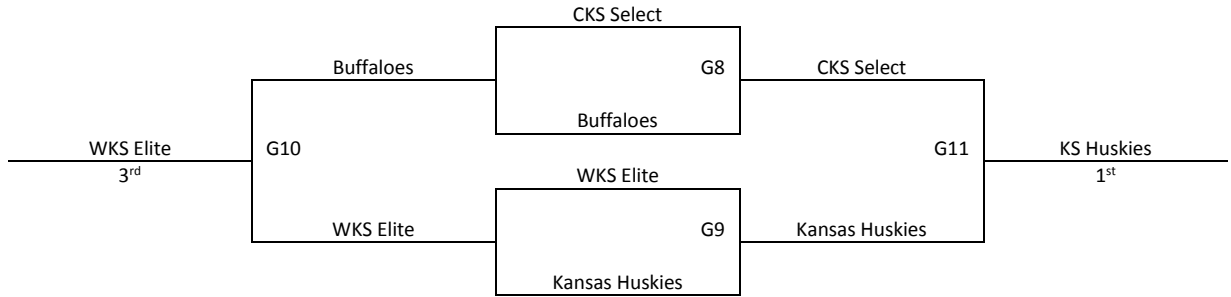 CKS Select
Buffaloes
G8
CKS Select
Buffaloes
WKS Elite
G10
G11
KS Huskies
3rd
WKS Elite
1st
WKS Elite
G9
Kansas Huskies
Kansas Huskies